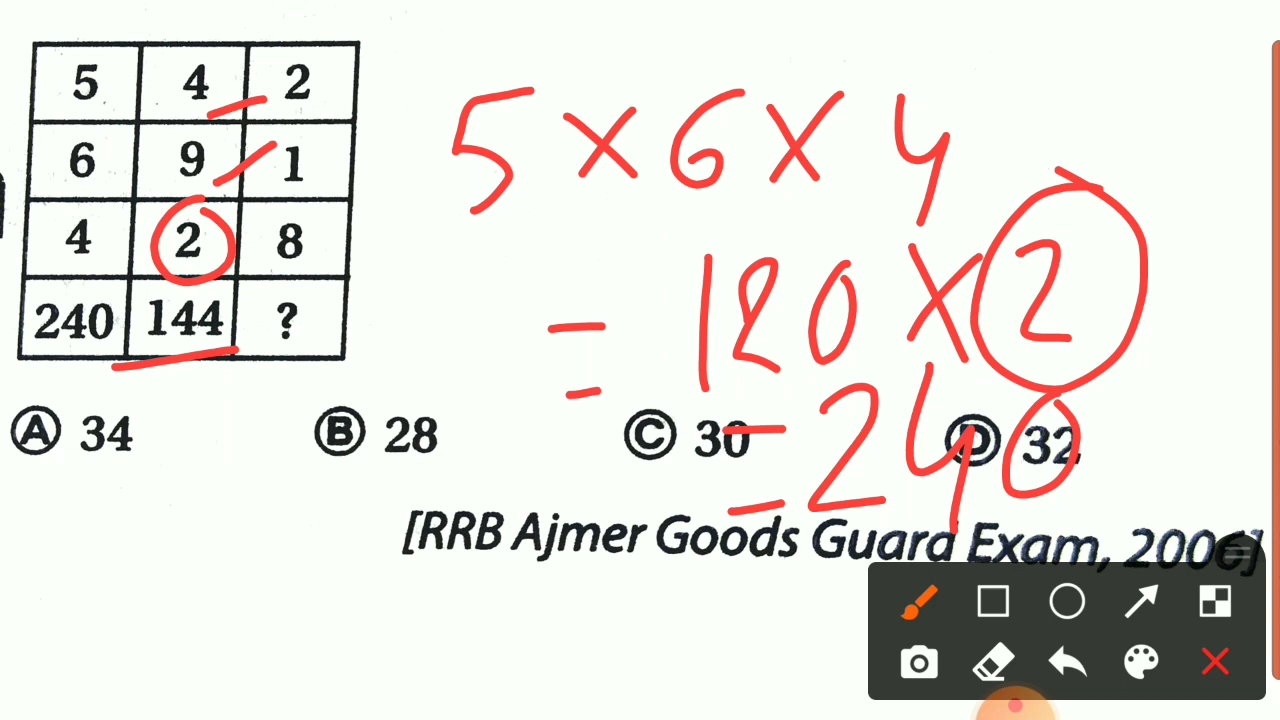 5 4 2
6 9 1
4 2 8
240 144 ?
5 × 6 × 4
= 120 × 2
=
= 240
Ⓐ 34 Ⓑ 28 Ⓒ 30 Ⓓ 32
[RRB Ajmer Goods Guard Exam, 2006]